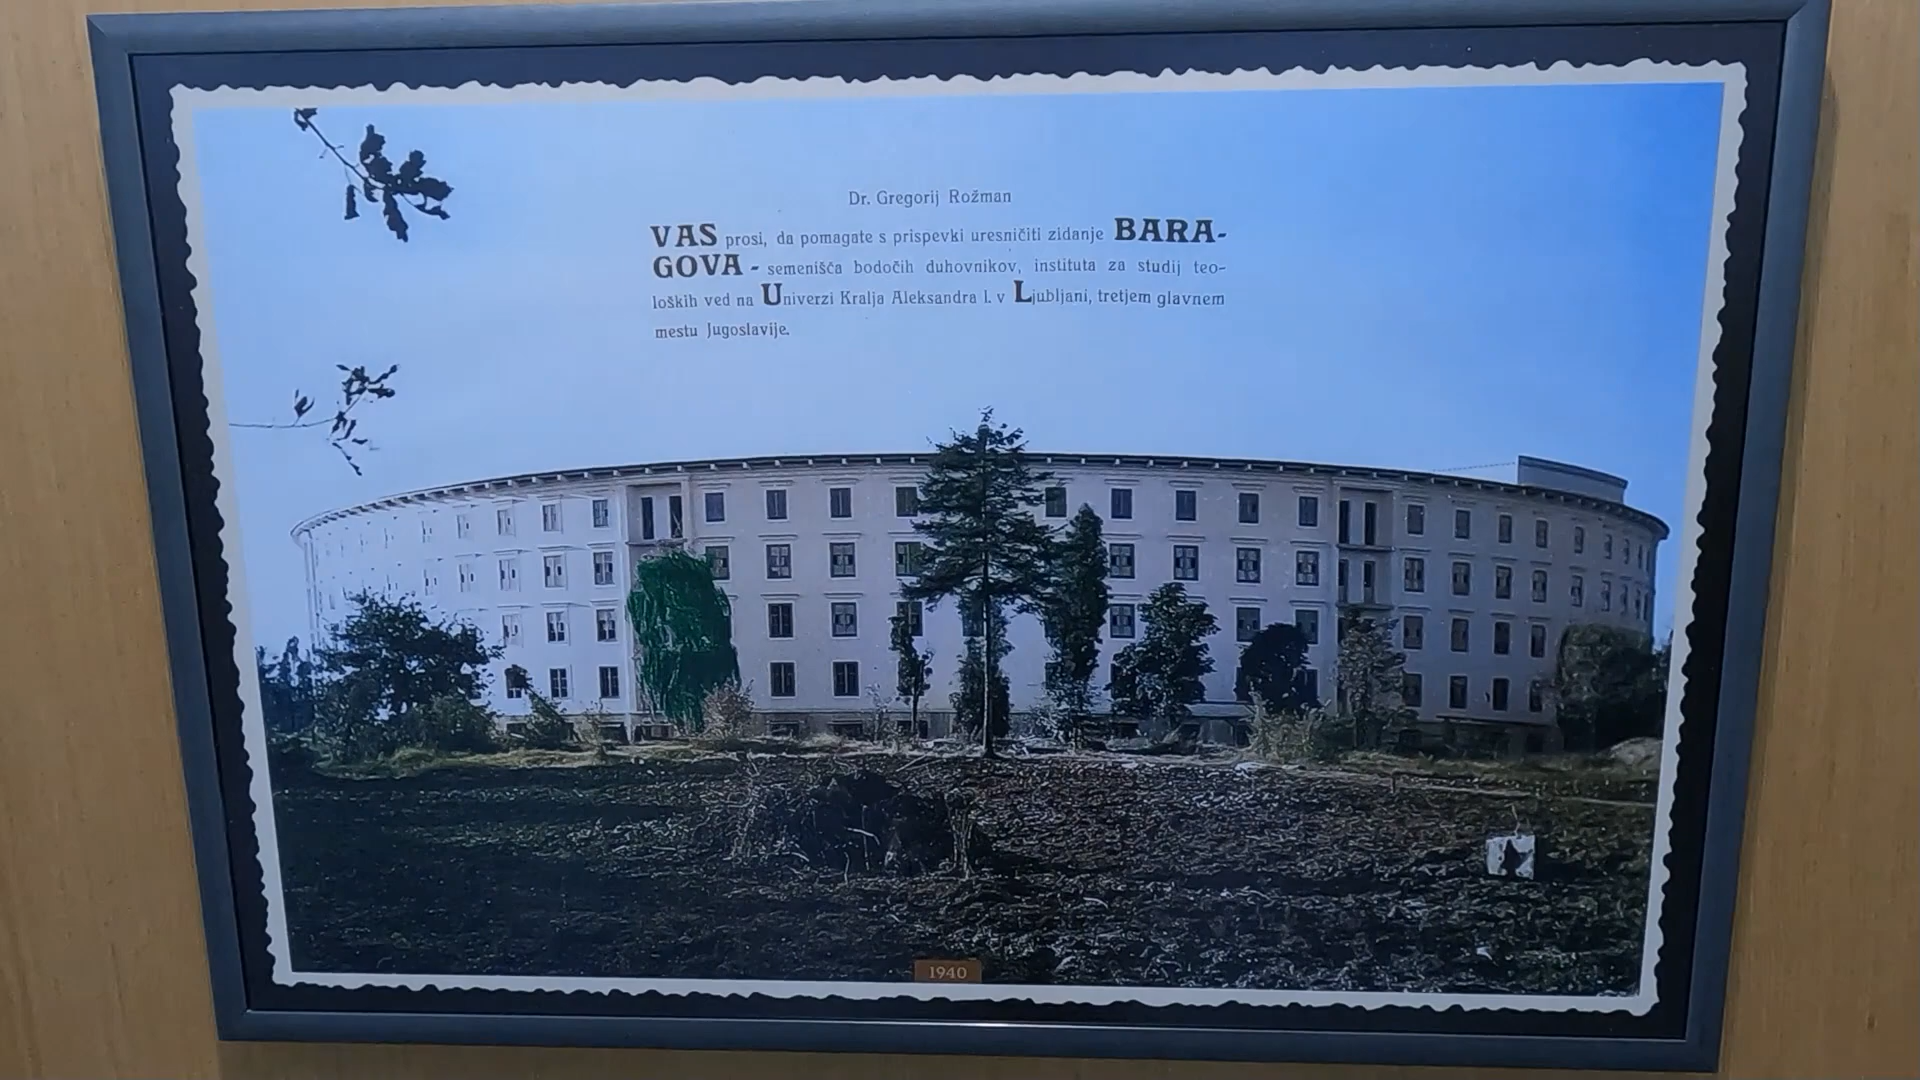 Dr. Gregorij Rožman
VAS prosi, da pomagate s prispevki uresničiti zidanje BARA-
GOVA - semenišča bodočih duhovnikov, instituta za studij teo-
loških ved na Univerzi Kralja Aleksandra I. v Ljubljani, tretjem glavnem
mestu Jugoslavije.
1940